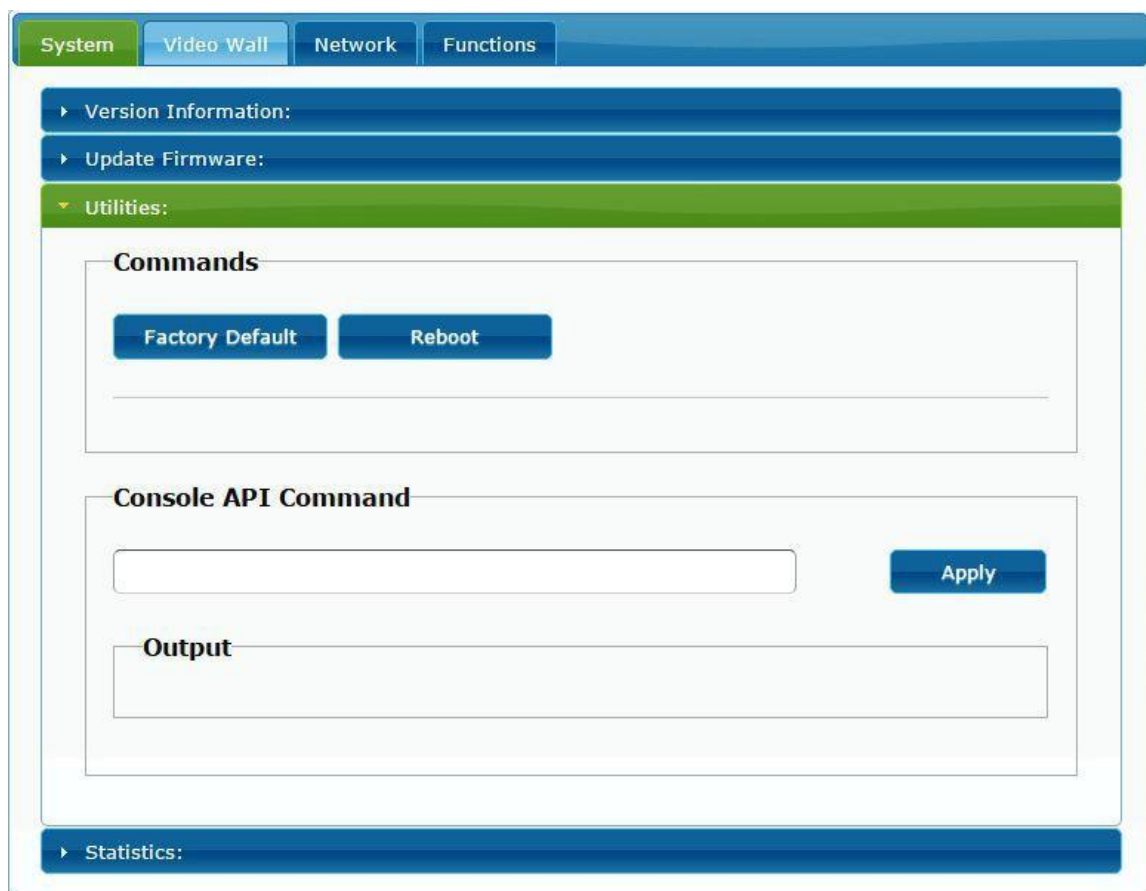 System Video Wall Network Functions
Version Information:
Update Firmware:
Utilities:
Commands
Factory Default Reboot
Console API Command
Apply
Output
Statistics: